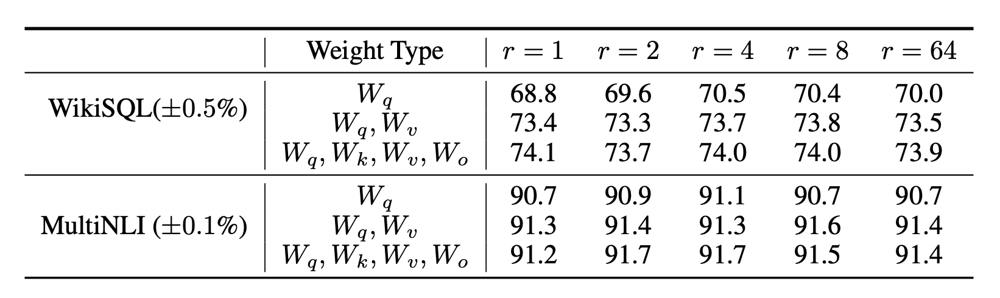 Weight Type r = 1 r = 2 r = 4 r = 8 r = 64
WikiSQL(±0.5%) W_q 68.8 69.6 70.5 70.4 70.0
W_q, W_v 73.4 73.3 73.7 73.8 73.5
W_q, W_k, W_v, W_o 74.1 73.7 74.0 74.0 73.9
MultiNLI (±0.1%) W_q 90.7 90.9 91.1 90.7 90.7
W_q, W_v 91.3 91.4 91.3 91.6 91.4
W_q, W_k, W_v, W_o 91.2 91.7 91.7 91.5 91.4